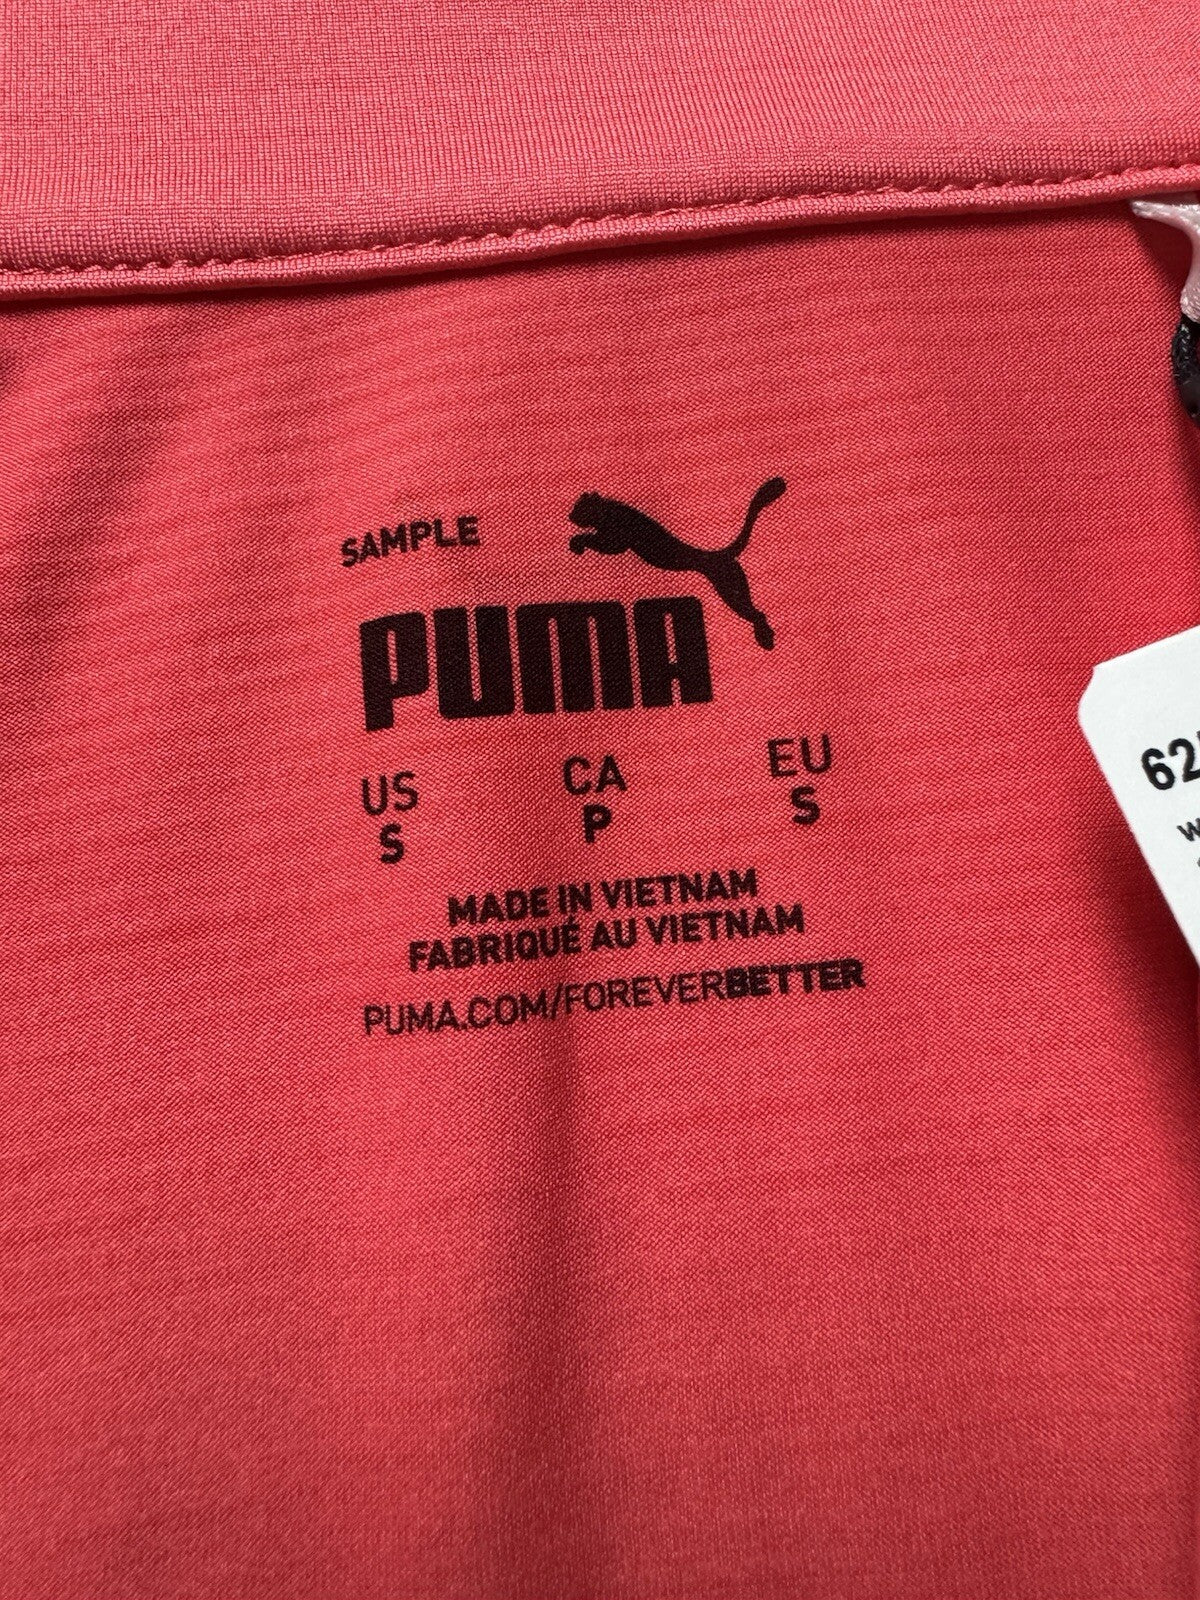 SAMPLE
PUMA
US CA EU
S P S
MADE IN VIETNAM
FABRIQUÉ AU VIETNAM
PUMA.COM/FOREVERBETTER